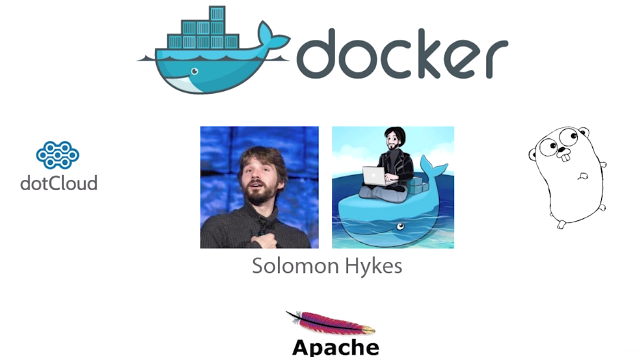 docker
dotCloud
Solomon Hykes
Apache